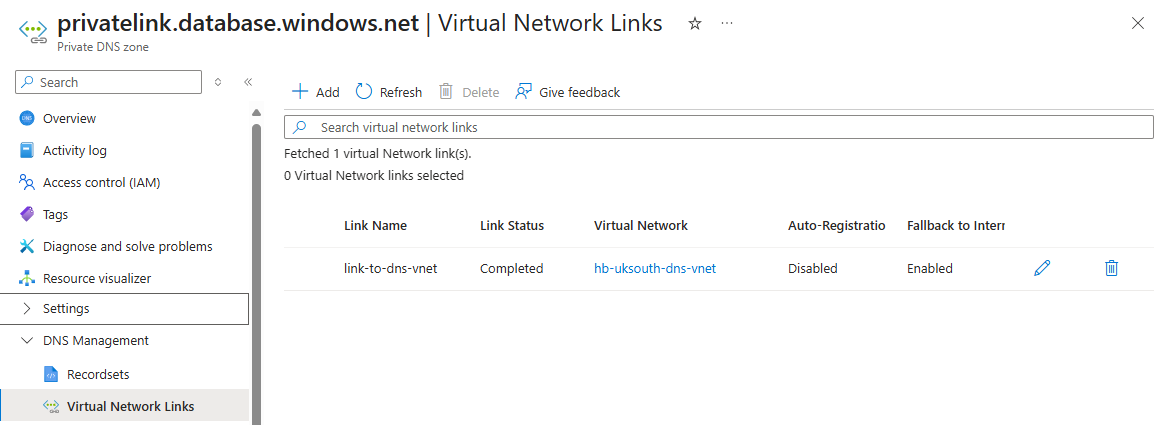 privatelink.database.windows.net | Virtual Network Links
Private DNS zone
Search
Overview
Activity log
Access control (IAM)
Tags
Diagnose and solve problems
Resource visualizer
Settings
DNS Management
Recordsets
Virtual Network Links
Add Refresh Delete Give feedback
Search virtual network links
Fetched 1 virtual Network link(s).
0 Virtual Network links selected
Link Name Link Status Virtual Network Auto-Registratio Fallback to Interr
link-to-dns-vnet Completed hb-uksouth-dns-vnet Disabled Enabled